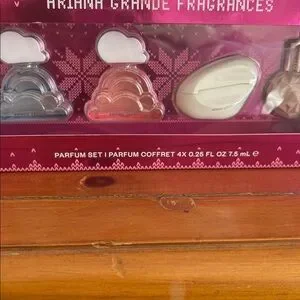 ARIANA GRANDE FRAGRANCES
PARFUM SET | PARFUM COFFRET 4X 0.25 FL OZ 7.5 mL ℮